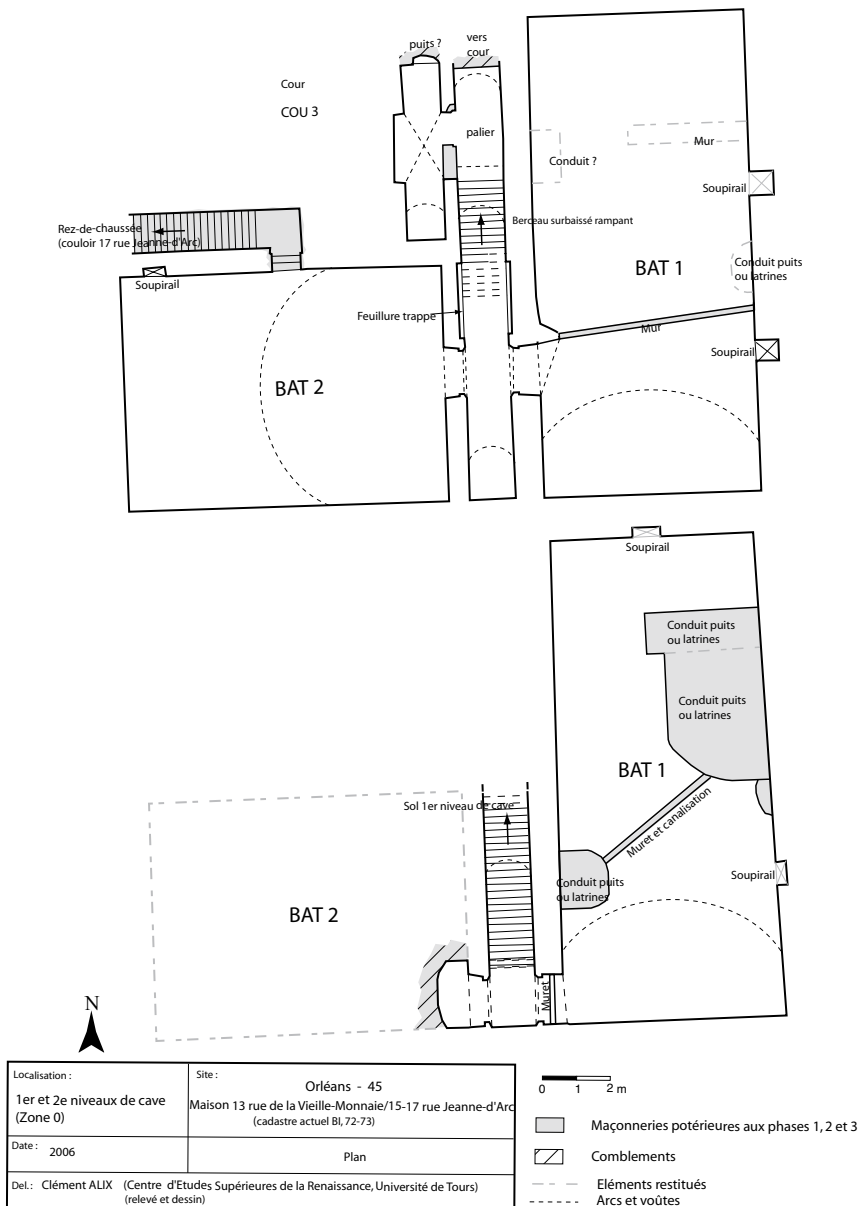 puits ?
vers
cour
Cour
COU 3
palier
Conduit ?
Mur
Soupirail
Rez-de-chaussée
(couloir 17 rue Jeanne-d'Arc)
Berceau surbaissé rampant
Soupirail
BAT 1
Conduit puits
ou latrines
Feuillure trappe
Mur
Soupirail
BAT 2
Soupirail
Conduit puits
ou latrines
Conduit puits
ou latrines
BAT 1
Sol 1er niveau de cave
Muret et canalisation
Conduit puits
ou latrines
Soupirail
BAT 2
Muret
N
Localisation :
1er et 2e niveaux de cave
(Zone 0)
Site :
Orléans - 45
Maison 13 rue de la Vieille-Monnaie/15-17 rue Jeanne-d'Arc
(cadastre actuel BI, 72-73)
Date : 2006
Plan
Del.: Clément ALIX (Centre d'Etudes Supérieures de la Renaissance, Université de Tours)
(relevé et dessin)
0 1 2 m
Maçonneries potérieures aux phases 1, 2 et 3
Comblements
Eléments restitués
Arcs et voûtes